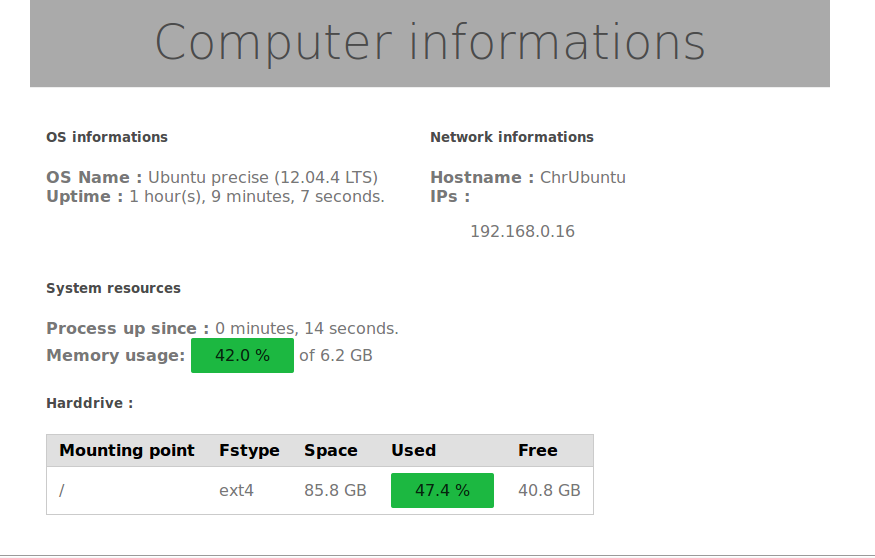 Computer informations
OS informations
OS Name : Ubuntu precise (12.04.4 LTS)
Uptime : 1 hour(s), 9 minutes, 7 seconds.
Network informations
Hostname : ChrUbuntu
IPs :
192.168.0.16
System resources
Process up since : 0 minutes, 14 seconds.
Memory usage: 42.0 % of 6.2 GB
Harddrive :
Mounting point Fstype Space Used Free
/ ext4 85.8 GB 47.4 % 40.8 GB